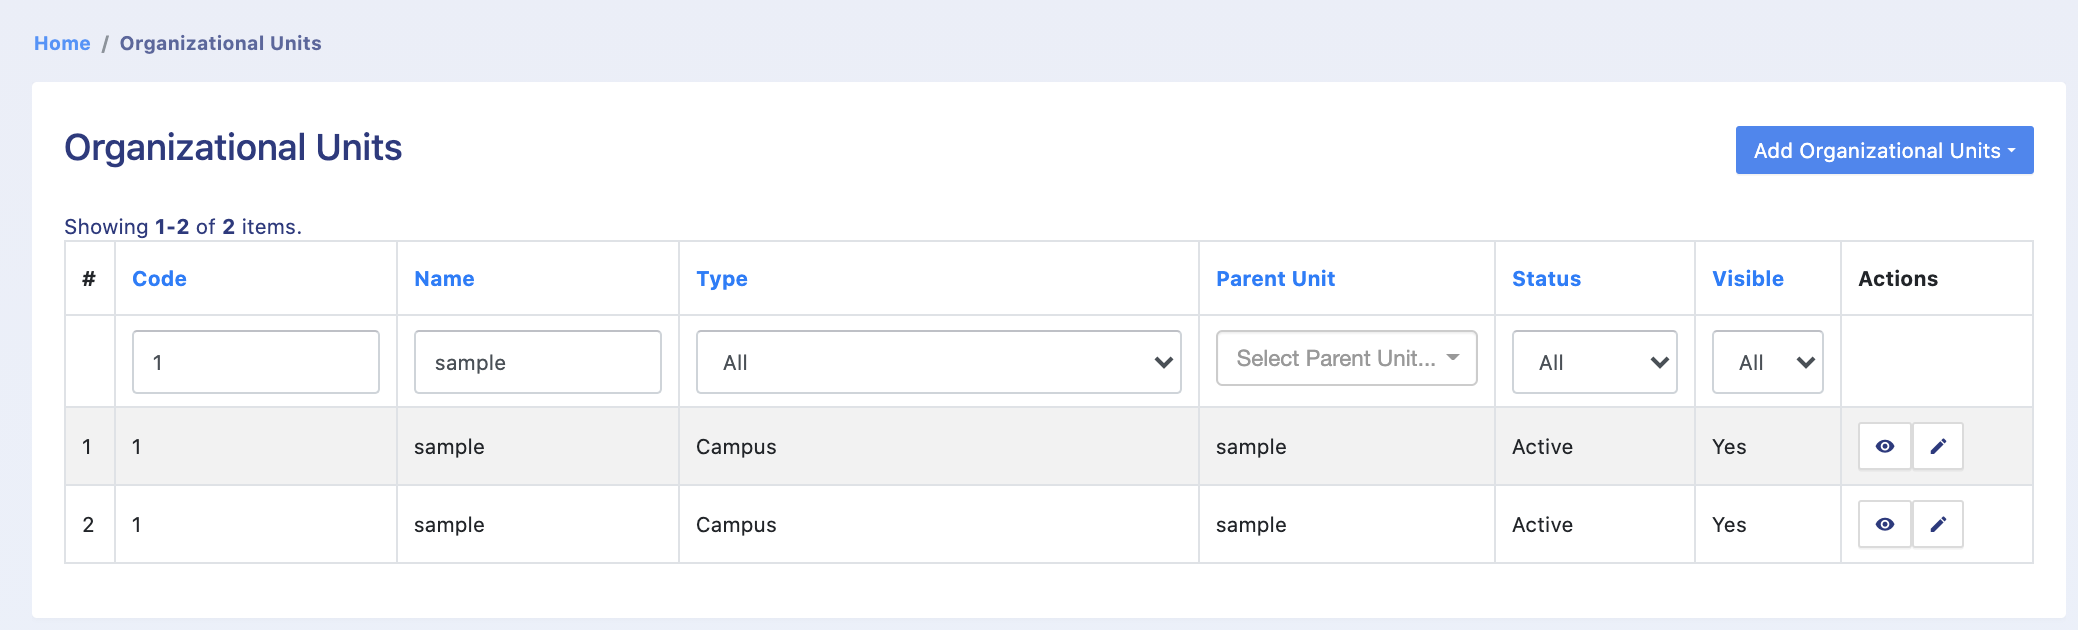 Home / Organizational Units
Organizational Units
Add Organizational Units
Showing 1-2 of 2 items.
# Code Name Type Parent Unit Status Visible Actions
1 sample All Select Parent Unit... All All
1 1 sample Campus sample Active Yes
2 1 sample Campus sample Active Yes